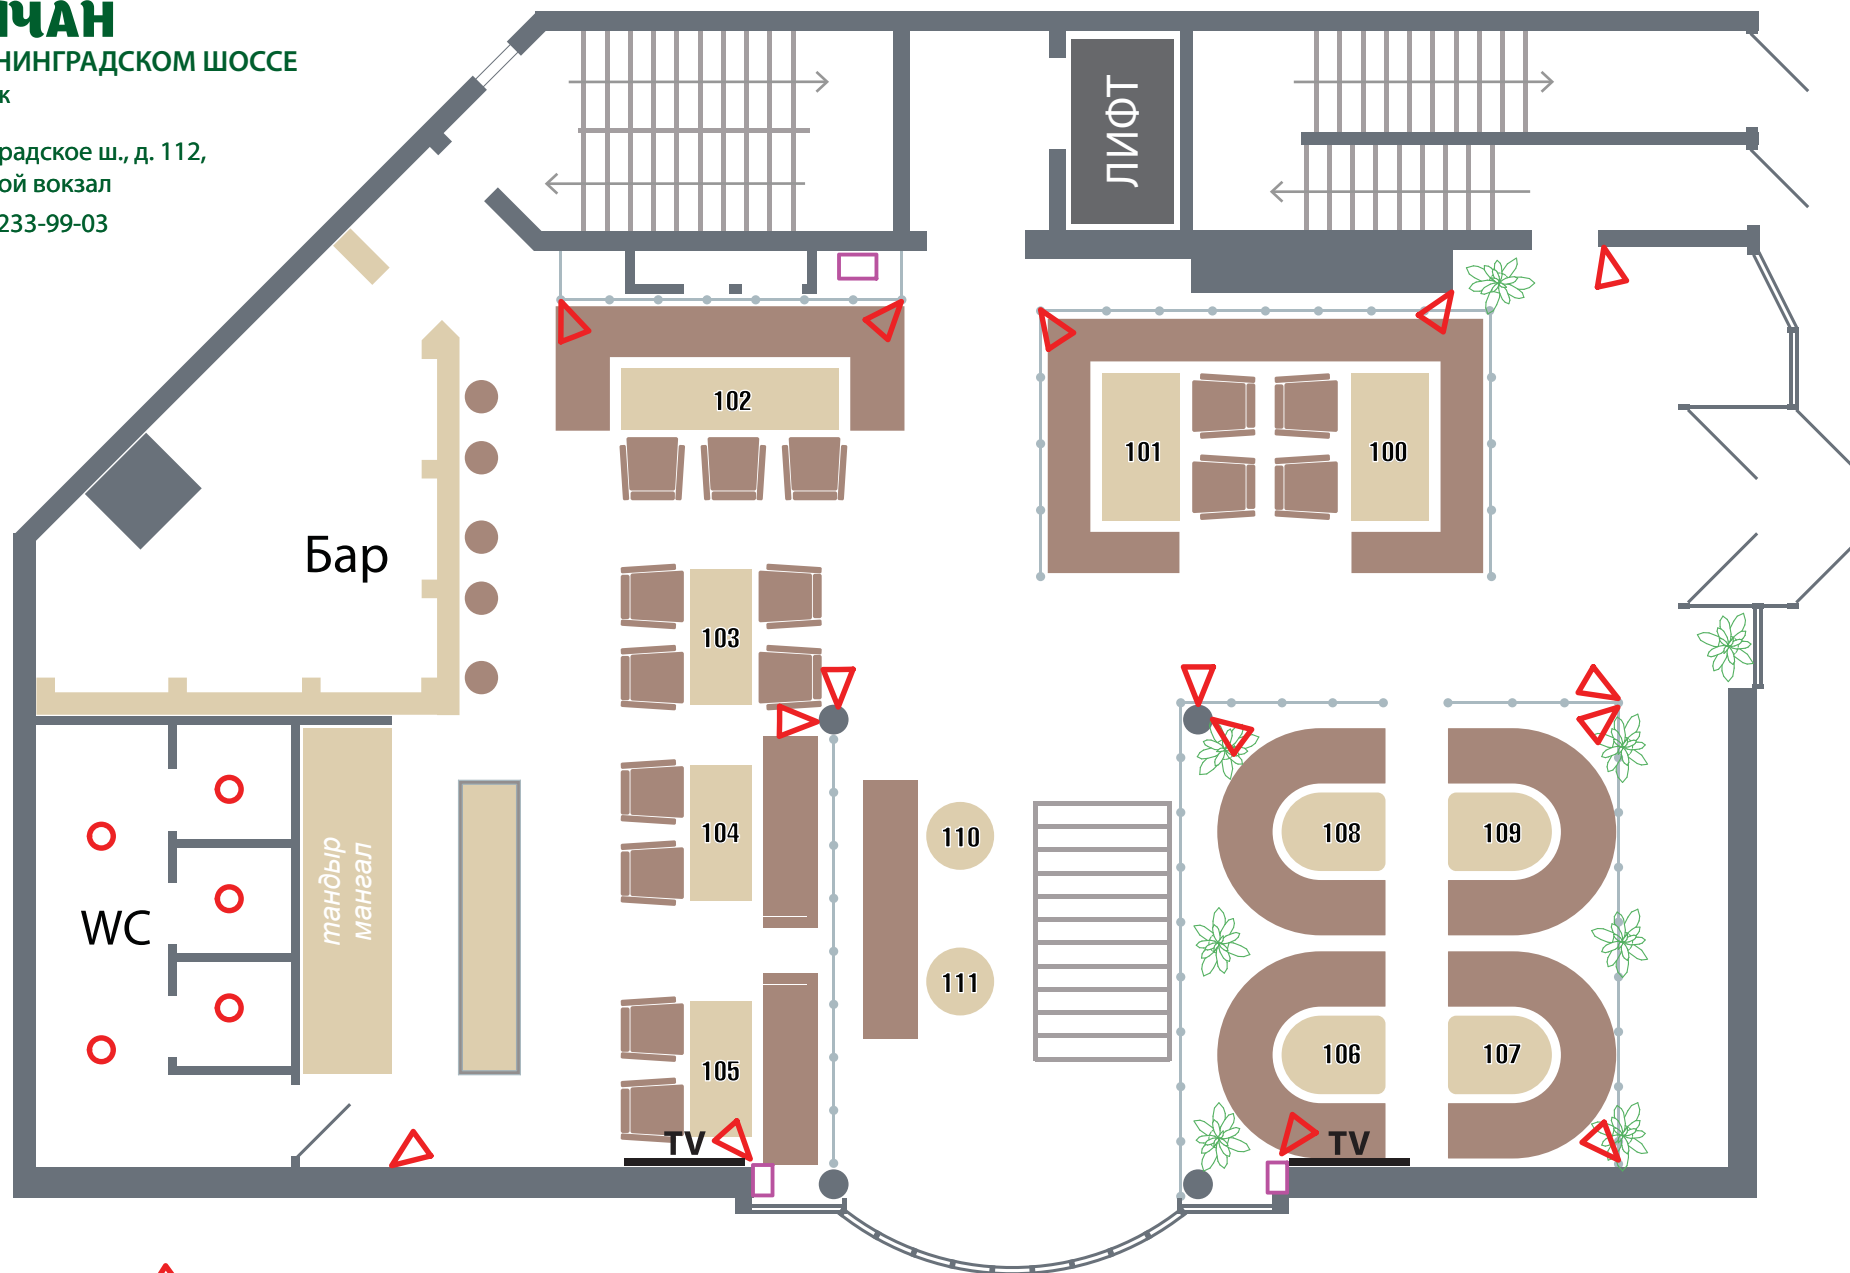 ЧАН
НИНГРАДСКОМ ШОССЕ
к
радское ш., д. 112,
ой вокзал
233-99-03
ЛИФТ
102
101
100
Бар
103
104
105
тандыр
мангал
WC
110
111
108
109
106
107
TV
TV